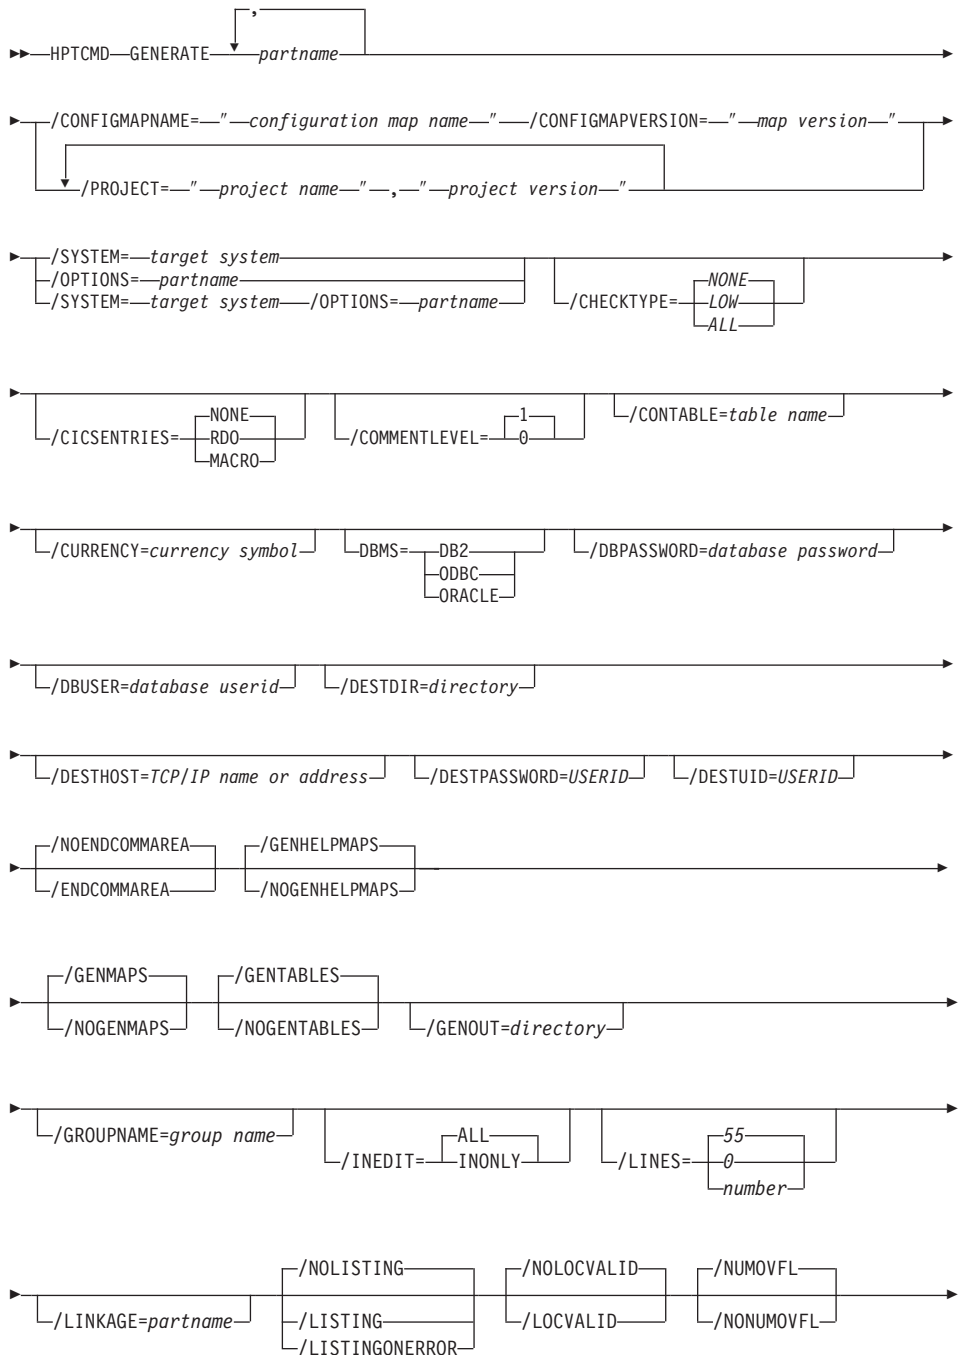 ,
HPTCMD GENERATE partname
/CONFIGMAPNAME= " configuration map name " /CONFIGMAPVERSION= " map version "
/PROJECT= " project name " , " project version "
/SYSTEM= target system
/OPTIONS= partname
/SYSTEM= target system /OPTIONS= partname
/CHECKTYPE=
NONE
LOW
ALL
/CICSENTRIES=
NONE
RDO
MACRO
/COMMENTLEVEL=
1
0
/CONTABLE=table name
/CURRENCY=currency symbol
DBMS=
DB2
ODBC
ORACLE
/DBPASSWORD=database password
/DBUSER=database userid
/DESTDIR=directory
/DESTHOST=TCP/IP name or address
/DESTPASSWORD=USERID
/DESTUID=USERID
/NOENDCOMMAREA
/ENDCOMMAREA
/GENHELPMAPS
/NOGENHELPMAPS
/GENMAPS
/NOGENMAPS
/GENTABLES
/NOGENTABLES
/GENOUT=directory
/GROUPNAME=group name
/INEDIT=
ALL
INONLY
/LINES=
55
0
number
/LINKAGE=partname
/NOLISTING
/LISTING
/LISTINGONERROR
/NOLOCVALID
/LOCVALID
/NUMOVFL
/NONUMOVFL